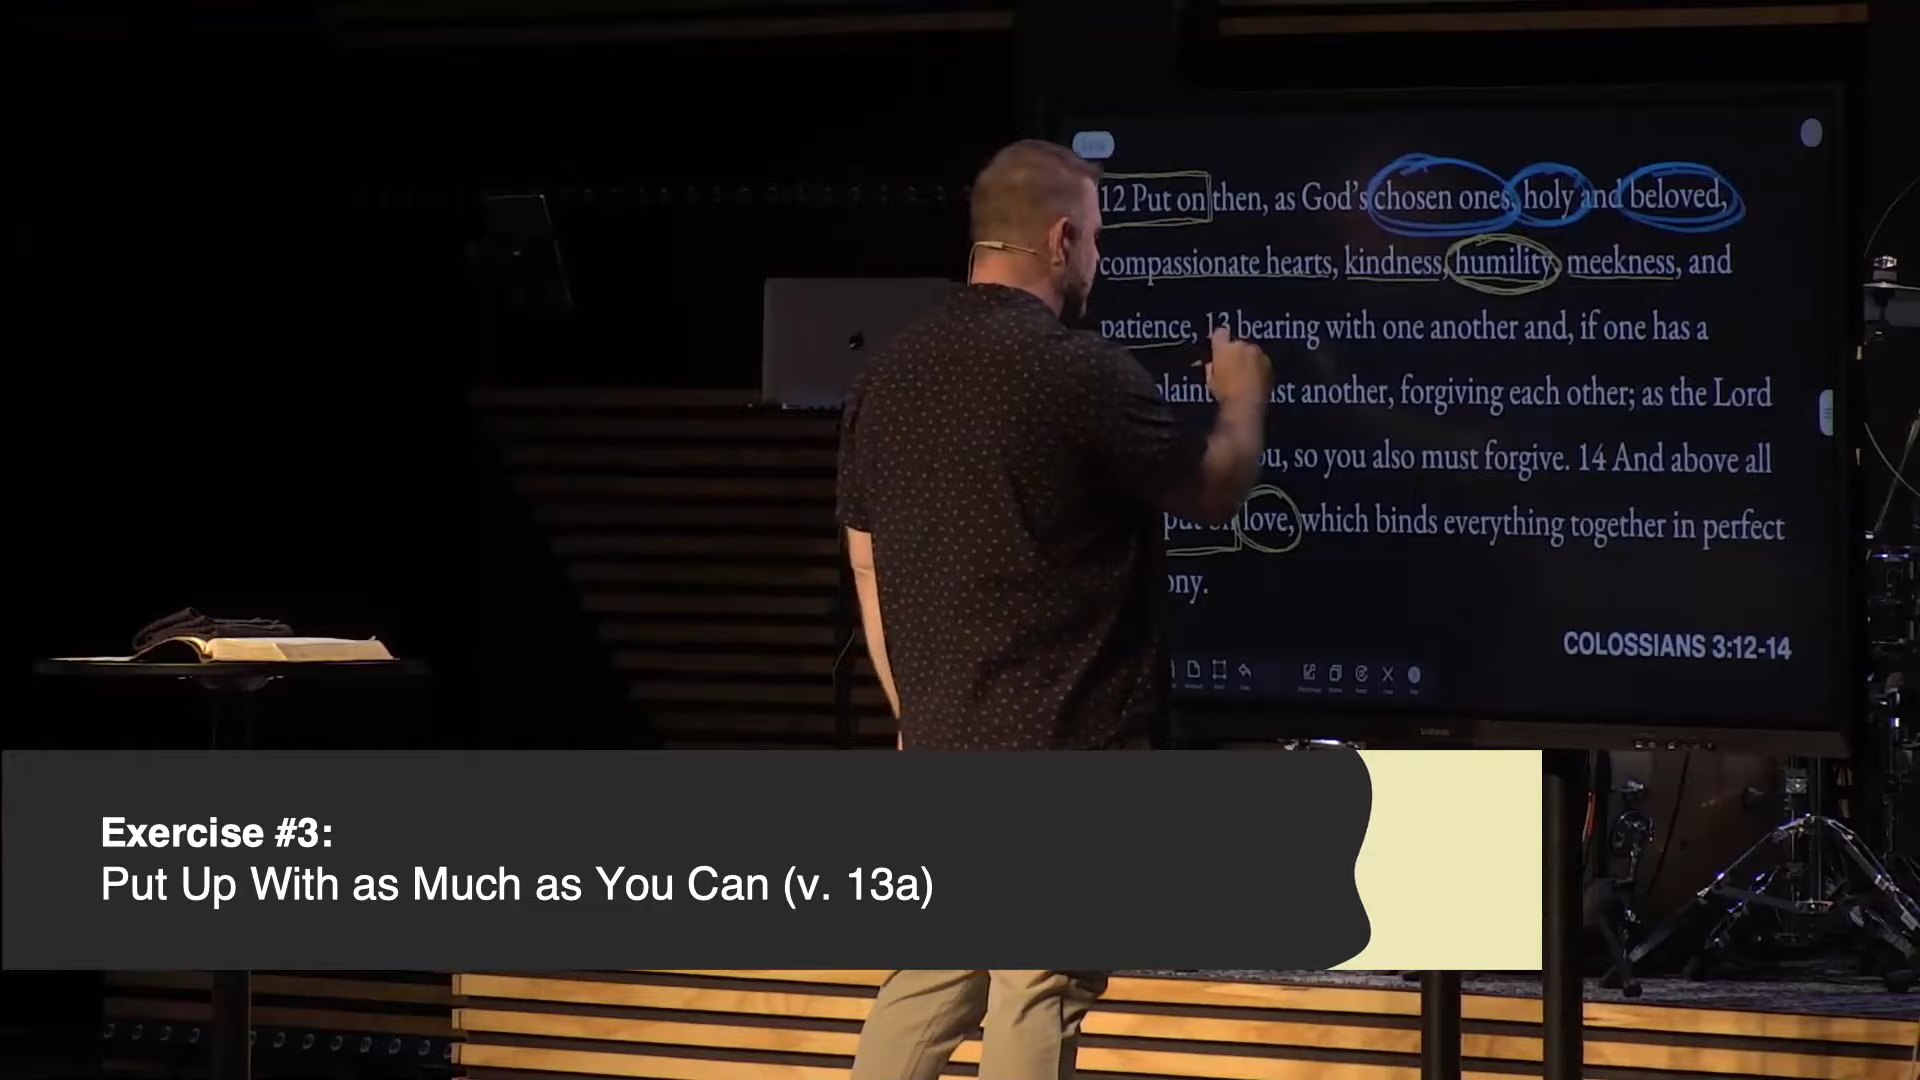 12 Put on then, as God's chosen ones, holy and beloved,
compassionate hearts, kindness, humility, meekness, and
patience, 13 bearing with one another and, if one has a
another, forgiving each other; as the Lord
so you also must forgive. 14 And above all
put on love, which binds everything together in perfect
COLOSSIANS 3:12-14
Exercise #3:
Put Up With as Much as You Can (v. 13a)